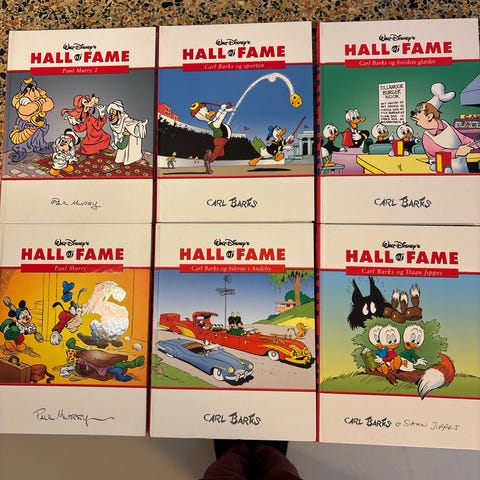 Walt Disney's
HALL of FAME
Paul Murry 2
Paul Murry
Walt Disney's
HALL of FAME
Carl Barks og sporten
CARL BARKS
Walt Disney's
HALL of FAME
Carl Barks og bordets glæder
TILLAMOOK
BURGER
NOOK
CARL BARKS
Walt Disney's
HALL of FAME
Paul Murry
PAUL MURRY
Walt Disney's
HALL of FAME
Carl Barks og bilerne i Andeby
CARL BARKS
Walt Disney's
HALL of FAME
Carl Barks og Daan Jippes
CARL BARKS & DAAN JIPPES